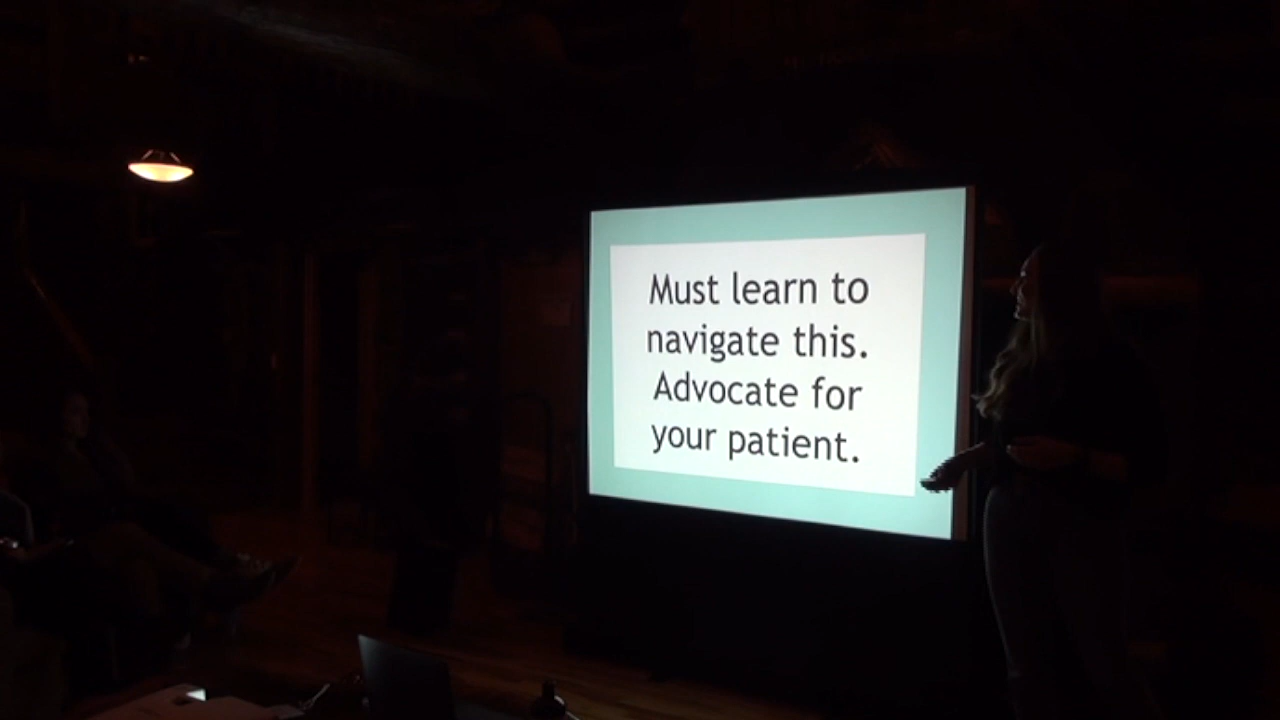 Must learn to
navigate this.
Advocate for
your patient.